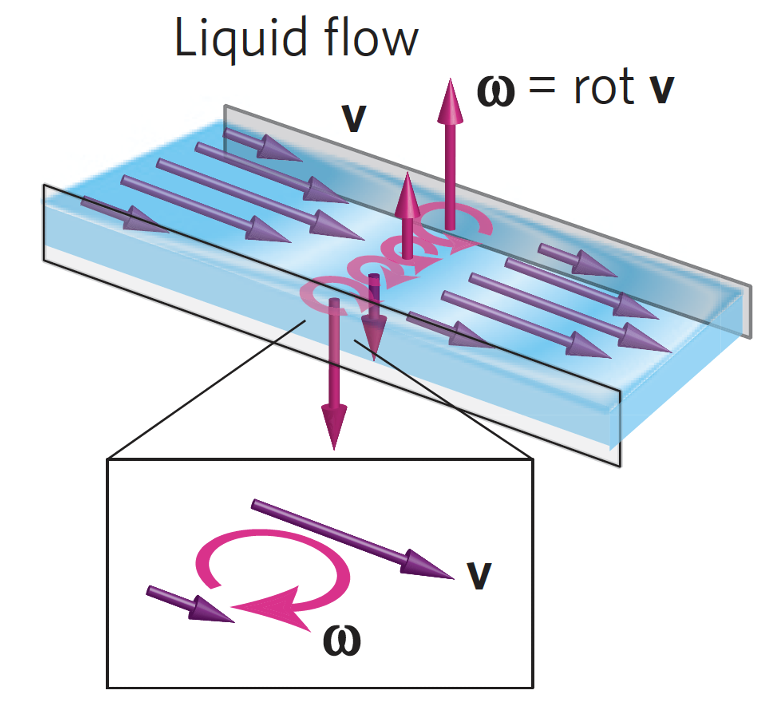 Liquid flow
v
ω = rot v
v
ω